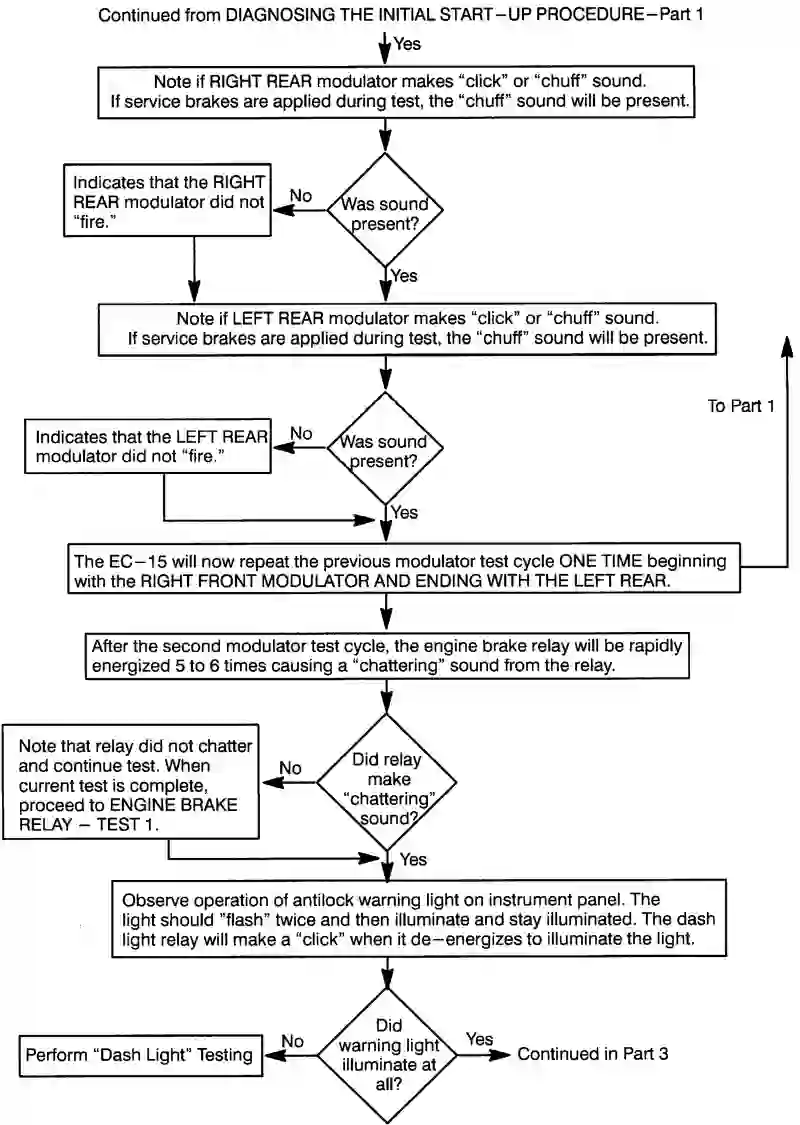 Continued from DIAGNOSING THE INITIAL START–UP PROCEDURE–Part 1
Yes
Note if RIGHT REAR modulator makes “click” or “chuff” sound.
If service brakes are applied during test, the “chuff” sound will be present.
Indicates that the RIGHT
REAR modulator did not
“fire.”
No
Was sound
present?
Yes
Note if LEFT REAR modulator makes “click” or “chuff” sound.
If service brakes are applied during test, the “chuff” sound will be present.
To Part 1
Indicates that the LEFT REAR
modulator did not “fire.”
No
Was sound
present?
Yes
The EC–15 will now repeat the previous modulator test cycle ONE TIME beginning
with the RIGHT FRONT MODULATOR AND ENDING WITH THE LEFT REAR.
After the second modulator test cycle, the engine brake relay will be rapidly
energized 5 to 6 times causing a “chattering” sound from the relay.
Note that relay did not chatter
and continue test. When
current test is complete,
proceed to ENGINE BRAKE
RELAY – TEST 1.
No
Did relay
make
“chattering”
sound?
Yes
Observe operation of antilock warning light on instrument panel. The
light should ”flash” twice and then illuminate and stay illuminated. The dash
light relay will make a “click” when it de–energizes to illuminate the light.
Perform “Dash Light” Testing
No
Did
warning light
illuminate at
all?
Yes
Continued in Part 3